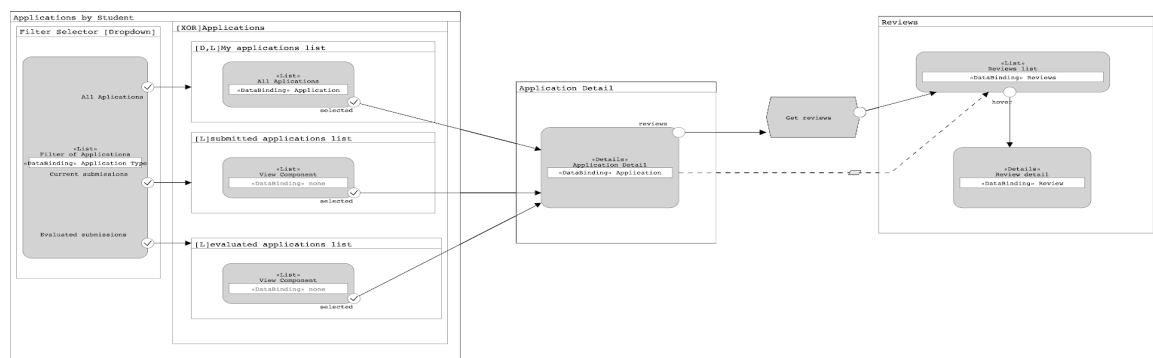 Applications by Student
Filter Selector [Dropdown]
«List»
Filter of Applications
«DataBinding» Application Type
All Aplications
Current submissions
Evaluated submissions
[XOR]Applications
[D,L]My applications list
«List»
All Aplications
«DataBinding» Application
selected
[L]submitted applications list
«List»
View Component
«DataBinding» none
selected
[L]evaluated applications list
«List»
View Component
«DataBinding» none
selected
Application Detail
reviews
«Details»
Application Detail
«DataBinding» Application
Get reviews
Reviews
«List»
Reviews list
«DataBinding» Reviews
hover
«Details»
Review detail
«DataBinding» Review